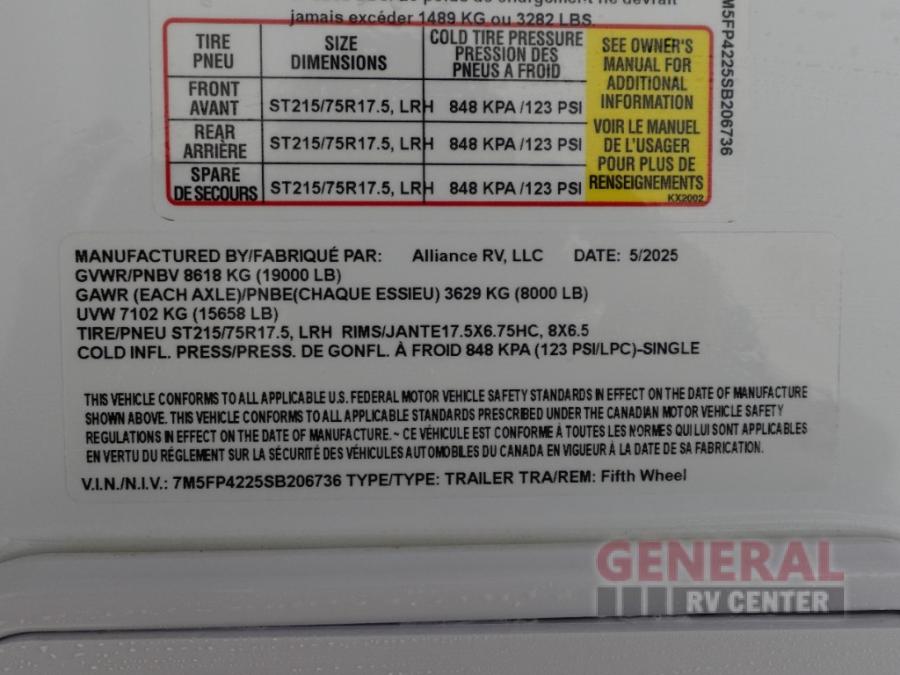 jamais excéder 1489 KG ou 3282 LBS.
TIRE PNEU SIZE DIMENSIONS COLD TIRE PRESSURE PRESSION DES PNEUS A FROID
FRONT AVANT ST215/75R17.5, LRH 848 KPA /123 PSI
REAR ARRIÈRE ST215/75R17.5, LRH 848 KPA /123 PSI
SPARE DE SECOURS ST215/75R17.5, LRH 848 KPA /123 PSI
SEE OWNER'S
MANUAL FOR
ADDITIONAL
INFORMATION
VOIR LE MANUEL
DE L'USAGER
POUR PLUS DE
RENSEIGNEMENTS
KX2002
M5FP4225SB206736
MANUFACTURED BY/FABRIQUÉ PAR: Alliance RV, LLC DATE: 5/2025
GVWR/PNBV 8618 KG (19000 LB)
GAWR (EACH AXLE)/PNBE(CHAQUE ESSIEU) 3629 KG (8000 LB)
UVW 7102 KG (15658 LB)
TIRE/PNEU ST215/75R17.5, LRH RIMS/JANTE17.5X6.75HC, 8X6.5
COLD INFL. PRESS/PRESS. DE GONFL. À FROID 848 KPA (123 PSI/LPC)-SINGLE
THIS VEHICLE CONFORMS TO ALL APPLICABLE U.S. FEDERAL MOTOR VEHICLE SAFETY STANDARDS IN EFFECT ON THE DATE OF MANUFACTURE
SHOWN ABOVE. THIS VEHICLE CONFORMS TO ALL APPLICABLE STANDARDS PRESCRIBED UNDER THE CANADIAN MOTOR VEHICLE SAFETY
REGULATIONS IN EFFECT ON THE DATE OF MANUFACTURE. ~ CE VÉHICULE EST CONFORME À TOUTES LES NORMES QUI LUI SONT APPLICABLES
EN VERTU DU RÉGLEMENT SUR LA SÉCURITÉ DES VÉHICULES AUTOMOBILES DU CANADA EN VIGUEUR À LA DATE DE SA FABRICATION.
V.I.N./N.I.V.: 7M5FP4225SB206736 TYPE/TYPE: TRAILER TRA/REM: Fifth Wheel
GENERAL
RV CENTER